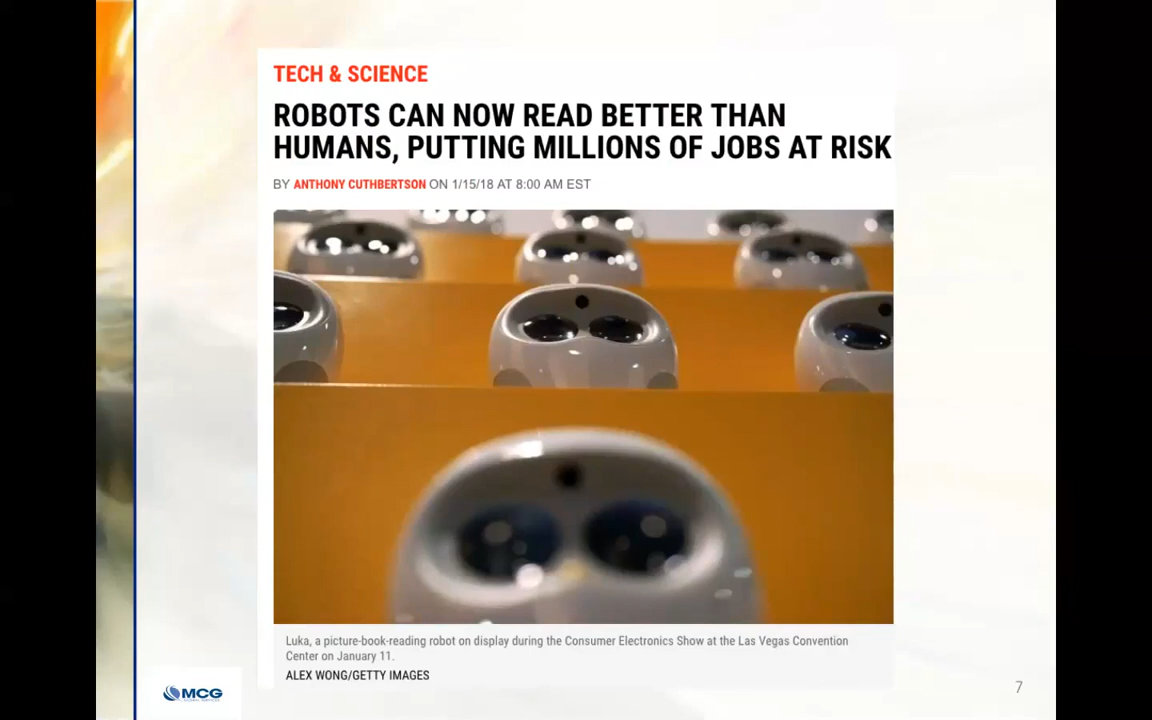 TECH & SCIENCE
ROBOTS CAN NOW READ BETTER THAN
HUMANS, PUTTING MILLIONS OF JOBS AT RISK
BY ANTHONY CUTHBERTSON ON 1/15/18 AT 8:00 AM EST
Luka, a picture-book-reading robot on display during the Consumer Electronics Show at the Las Vegas Convention
Center on January 11.
ALEX WONG/GETTY IMAGES
MCG
7